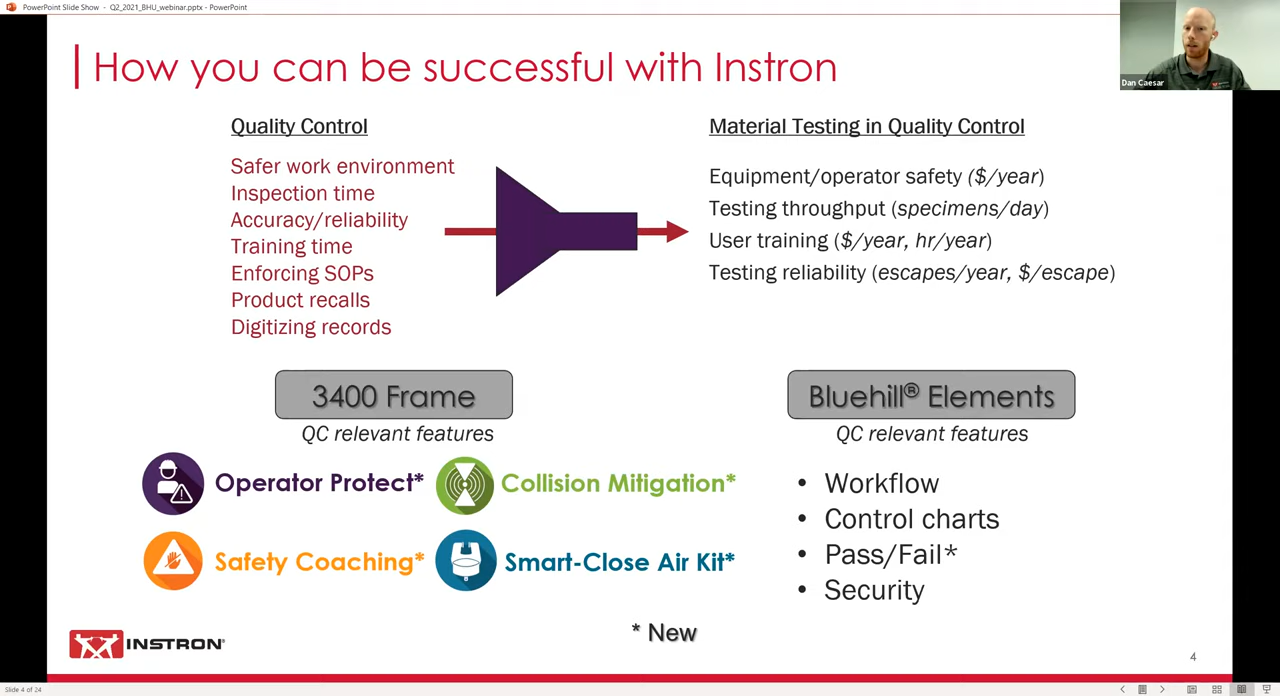 PowerPoint Slide Show - Q2_2021_BHU_webinar.pptx - PowerPoint
How you can be successful with Instron
Dan Caesar
Quality Control
Safer work environment
Inspection time
Accuracy/reliability
Training time
Enforcing SOPs
Product recalls
Digitizing records
Material Testing in Quality Control
Equipment/operator safety ($/year)
Testing throughput (specimens/day)
User training ($/year, hr/year)
Testing reliability (escapes/year, $/escape)
3400 Frame
QC relevant features
Operator Protect*
Collision Mitigation*
Safety Coaching*
Smart-Close Air Kit*
Bluehill® Elements
QC relevant features
• Workflow
• Control charts
• Pass/Fail*
• Security
* New
INSTRON®
4
Slide 4 of 24